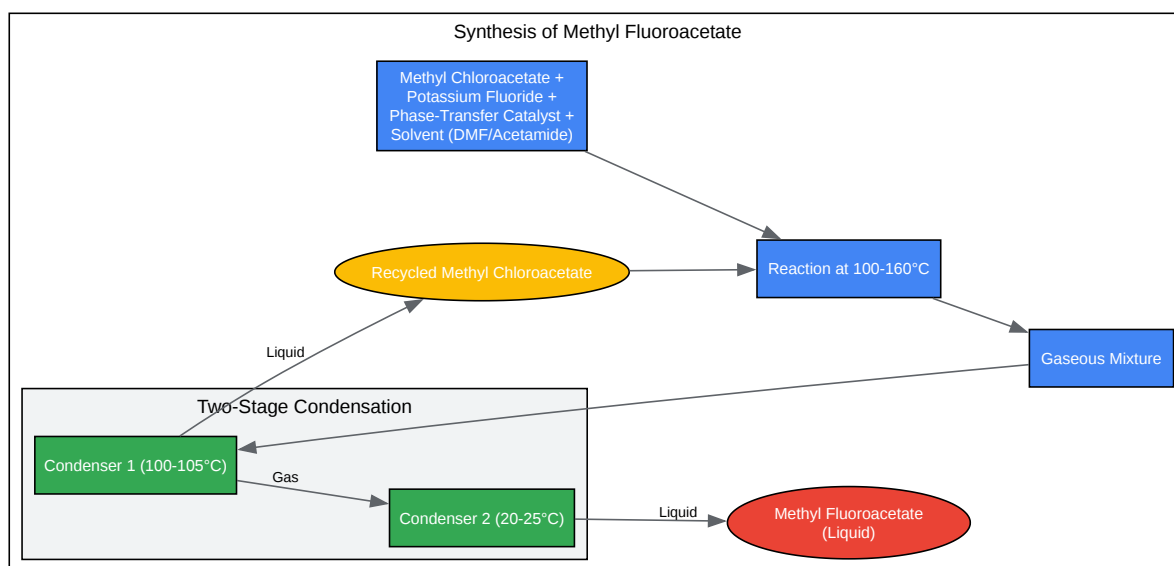 Synthesis of Methyl Fluoroacetate
Methyl Chloroacetate +
Potassium Fluoride +
Phase-Transfer Catalyst +
Solvent (DMF/Acetamide)
Recycled Methyl Chloroacetate
Reaction at 100-160°C
Liquid
Gaseous Mixture
Two-Stage Condensation
Condenser 1 (100-105°C)
Gas
Condenser 2 (20-25°C)
Liquid
Methyl Fluoroacetate
(Liquid)